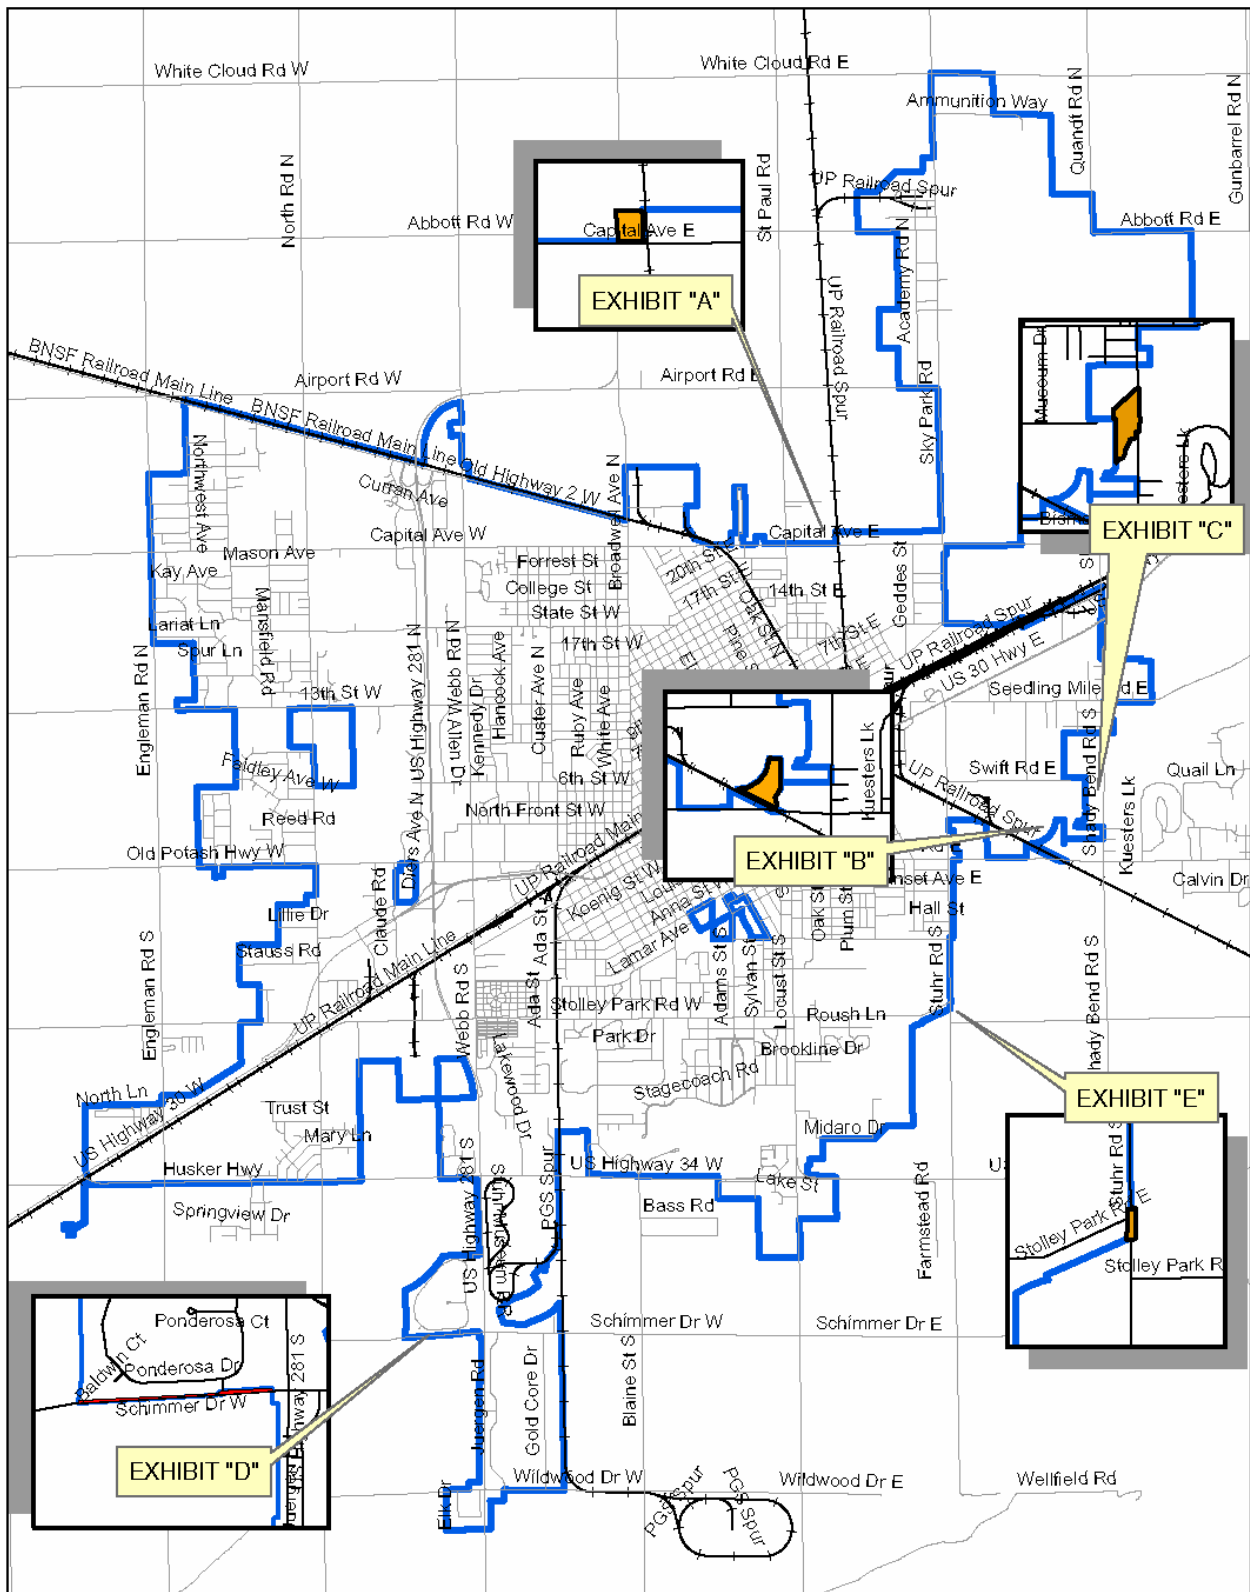 White Cloud Rd W
White Cloud Rd E
Ammunition Way
Quandt Rd N
Gunbarrel Rd N
North Rd N
St Paul Rd
UP Railroad Spur
Abbott Rd W
Abbott Rd E
Capital Ave E
EXHIBIT "A"
Academy Rd N
UP Railroad Spur
BNSF Railroad Main Line
BNSF Railroad Main Line
Old Highway 2 W
Airport Rd W
Airport Rd E
Sky Park Rd
Museum Dr
EXHIBIT "C"
Northwest Ave
Curran Ave
Broadwell Ave N
Capital Ave W
Capital Ave E
Mason Ave
Kay Ave
Forrest St
College St
State St W
20th St E
17th St E
14th St E
Geddes St
Mansfield Rd
Lariat Ln
Spur Ln
17th St W
Oak St N
7th St E
UP Railroad Spur
US 30 Hwy E
Engleman Rd N
13th St W
US Highway 281 N
Webb Rd N
Allen Dr
Kennedy Dr
Hancock Ave
Custer Ave N
Ruby Ave
White Ave
Kuesters Lk
Seedling Mile Rd E
Shady Bend Rd S
Faidley Ave W
6th St W
Swift Rd E
Quail Ln
UP Railroad Spur
Reed Rd
Diers Ave N
North Front St W
Kuesters Lk
Old Potash Hwy W
EXHIBIT "B"
Calvin Dr
UP Railroad Main Line
Koenig St W
Anna St
Lamar Ave
Oak St
Plum St
Hall St
Lillie Dr
Claude Rd
Stauss Rd
Ada St
Ada St
Adams St S
Sylvan St
Locust St S
Stuhr Rd S
Engleman Rd S
UP Railroad Main Line
Webb Rd S
Stolley Park Rd W
Park Dr
Roush Ln
Brookline Dr
Lakewood Dr
Stagecoach Rd
EXHIBIT "E"
North Ln
US Highway 30 W
Trust St
Mary Ln
Midaro Dr
Husker Hwy
US Highway 281 S
PGS Spur
US Highway 34 W
Lake St
Springview Dr
Bass Rd
Farmstead Rd
Stuhr Rd S
Stolley Park Rd E
Stolley Park R
Ponderosa Ct
Baldwin Ct
Ponderosa Dr
Schimmer Dr W
EXHIBIT "D"
Schimmer Dr W
Schimmer Dr E
Juergen Rd
Gold Core Dr
Blaine St S
Elk Dr
Wildwood Dr W
Wildwood Dr E
Wellfield Rd
PGS Spur
PGS Spur